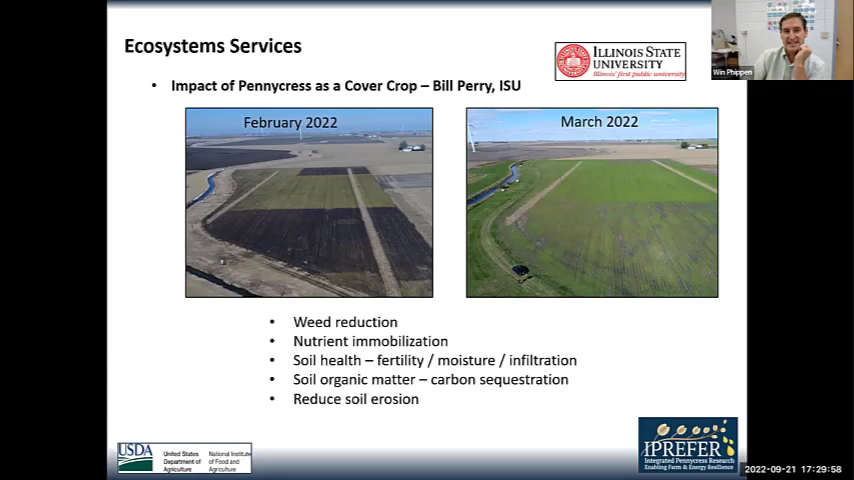 Ecosystems Services
ILLINOIS STATE
UNIVERSITY
Illinois' first public university
Win Phippen
• Impact of Pennycress as a Cover Crop – Bill Perry, ISU
February 2022
March 2022
• Weed reduction
• Nutrient immobilization
• Soil health – fertility / moisture / infiltration
• Soil organic matter – carbon sequestration
• Reduce soil erosion
USDA
United States
Department of
Agriculture
National Institute
of Food and
Agriculture
IPREFER
Integrated Pennycress Research
Enabling Farm & Energy Resilience
2022-09-21 17:29:58